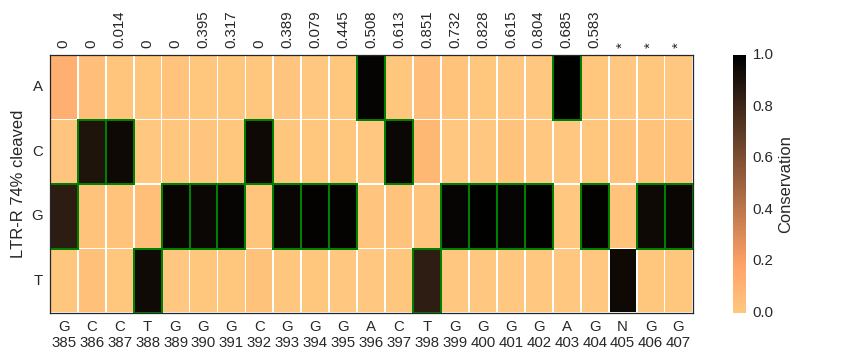 0 0 0.014 0 0 0.395 0.317 0 0.389 0.079 0.445 0.508 0.613 0.851 0.732 0.828 0.615 0.804 0.685 0.583 * * *
LTR-R 74% cleaved
A
C
G
T
G C C T G G G C G G G A C T G G G G A G N G G
385 386 387 388 389 390 391 392 393 394 395 396 397 398 399 400 401 402 403 404 405 406 407
1.0
0.8
0.6
0.4
0.2
0.0
Conservation